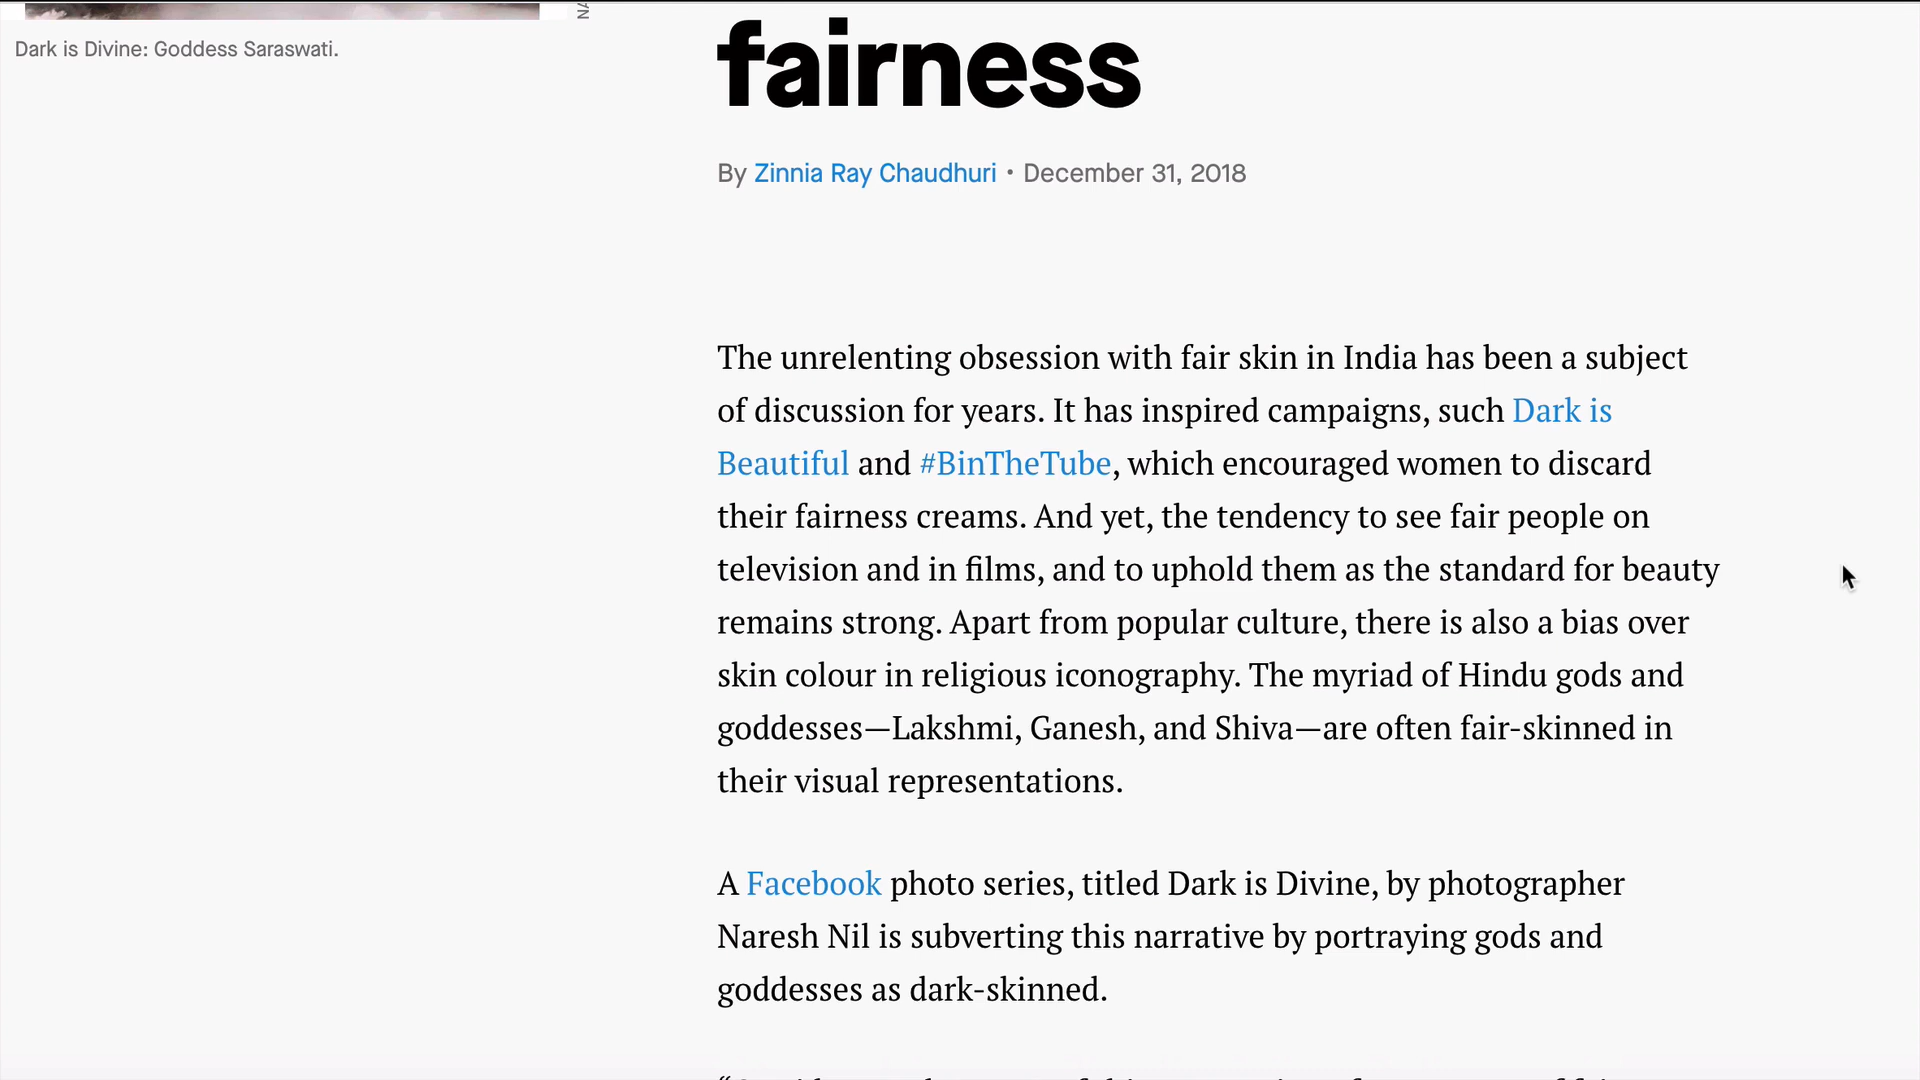 NA
Dark is Divine: Goddess Saraswati.
fairness
By Zinnia Ray Chaudhuri • December 31, 2018
The unrelenting obsession with fair skin in India has been a subject
of discussion for years. It has inspired campaigns, such Dark is
Beautiful and #BinTheTube, which encouraged women to discard
their fairness creams. And yet, the tendency to see fair people on
television and in films, and to uphold them as the standard for beauty
remains strong. Apart from popular culture, there is also a bias over
skin colour in religious iconography. The myriad of Hindu gods and
goddesses—Lakshmi, Ganesh, and Shiva—are often fair-skinned in
their visual representations.
A Facebook photo series, titled Dark is Divine, by photographer
Naresh Nil is subverting this narrative by portraying gods and
goddesses as dark-skinned.